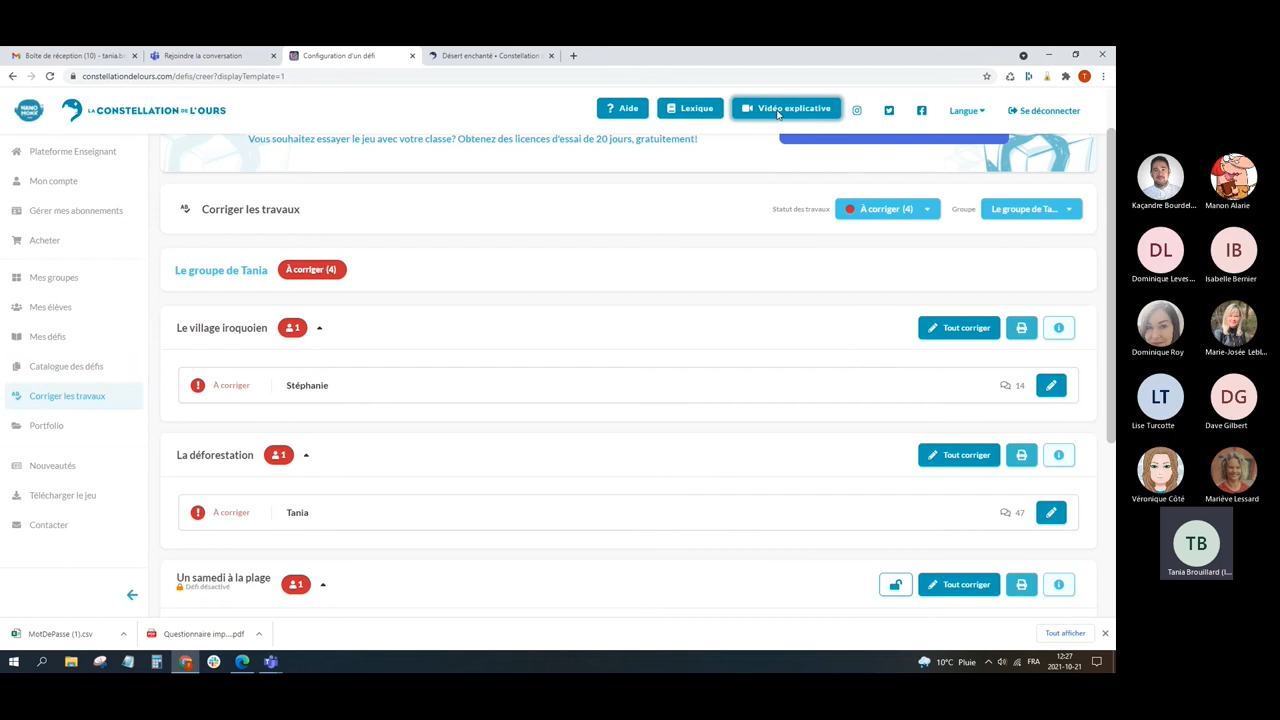 Boîte de réception (10) - tania.b
Rejoindre la conversation
Configuration d'un défi
Désert enchanté • Constellation
constellationdelours.com/defis/creer?displayTemplate=1
LA CONSTELLATION DE L'OURS
Aide
Lexique
Vidéo explicative
Langue
Se déconnecter
Vous souhaitez essayer le jeu avec votre classe? Obtenez des licences d'essai de 20 jours, gratuitement!
Plateforme Enseignant
Mon compte
Gérer mes abonnements
Acheter
Mes groupes
Mes élèves
Mes défis
Catalogue des défis
Corriger les travaux
Portfolio
Nouveautés
Télécharger le jeu
Contacter
Corriger les travaux
Statut des travaux
À corriger (4)
Groupe
Le groupe de Ta...
Le groupe de Tania
À corriger (4)
Le village iroquoien
1
Tout corriger
À corriger
Stéphanie
14
La déforestation
1
Tout corriger
À corriger
Tania
47
Un samedi à la plage
Défi désactivé
1
Tout corriger
MotDePasse (1).csv
Questionnaire imp....pdf
Tout afficher
10°C Pluie
FRA
12:27
2021-10-21
Kaçandre Bourdel...
Manon Alarie
DL
Dominique Leves...
IB
Isabelle Bernier
Dominique Roy
Marie-Josée Lebl...
LT
Lise Turcotte
DG
Dave Gilbert
Véronique Côté
Mariève Lessard
TB
Tania Brouillard (I...